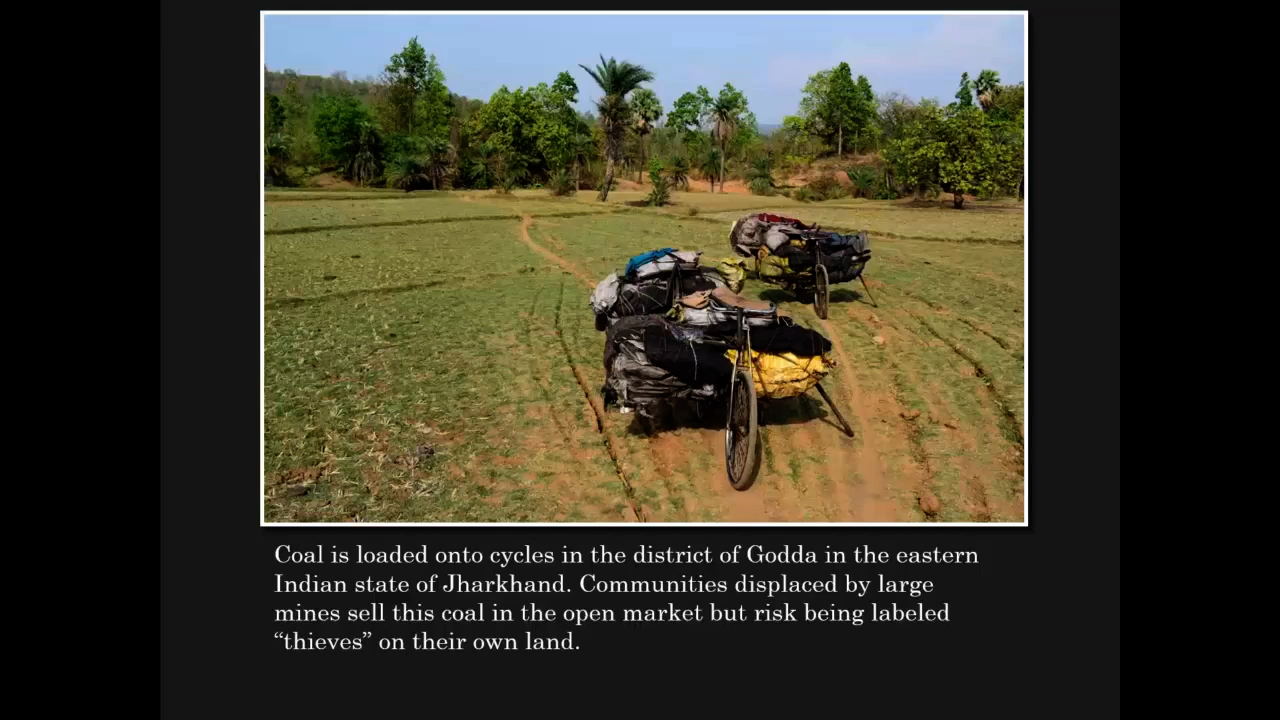 Coal is loaded onto cycles in the district of Godda in the eastern
Indian state of Jharkhand. Communities displaced by large
mines sell this coal in the open market but risk being labeled
“thieves” on their own land.